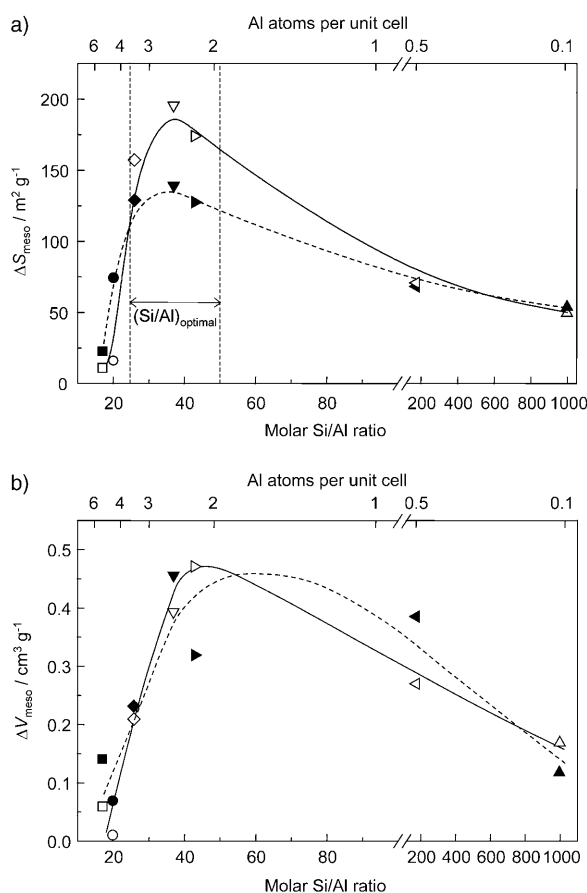 a)
Al atoms per unit cell
6 4 3 2 1 0.5 0.1
200
150
100
50
0
ΔS_meso / m² g⁻¹
(Si/Al)_optimal
20 40 60 80 200 400 600 800 1000
Molar Si/Al ratio
b)
Al atoms per unit cell
6 4 3 2 1 0.5 0.1
0.5
0.4
0.3
0.2
0.1
0.0
ΔV_meso / cm³ g⁻¹
20 40 60 80 200 400 600 800 1000
Molar Si/Al ratio